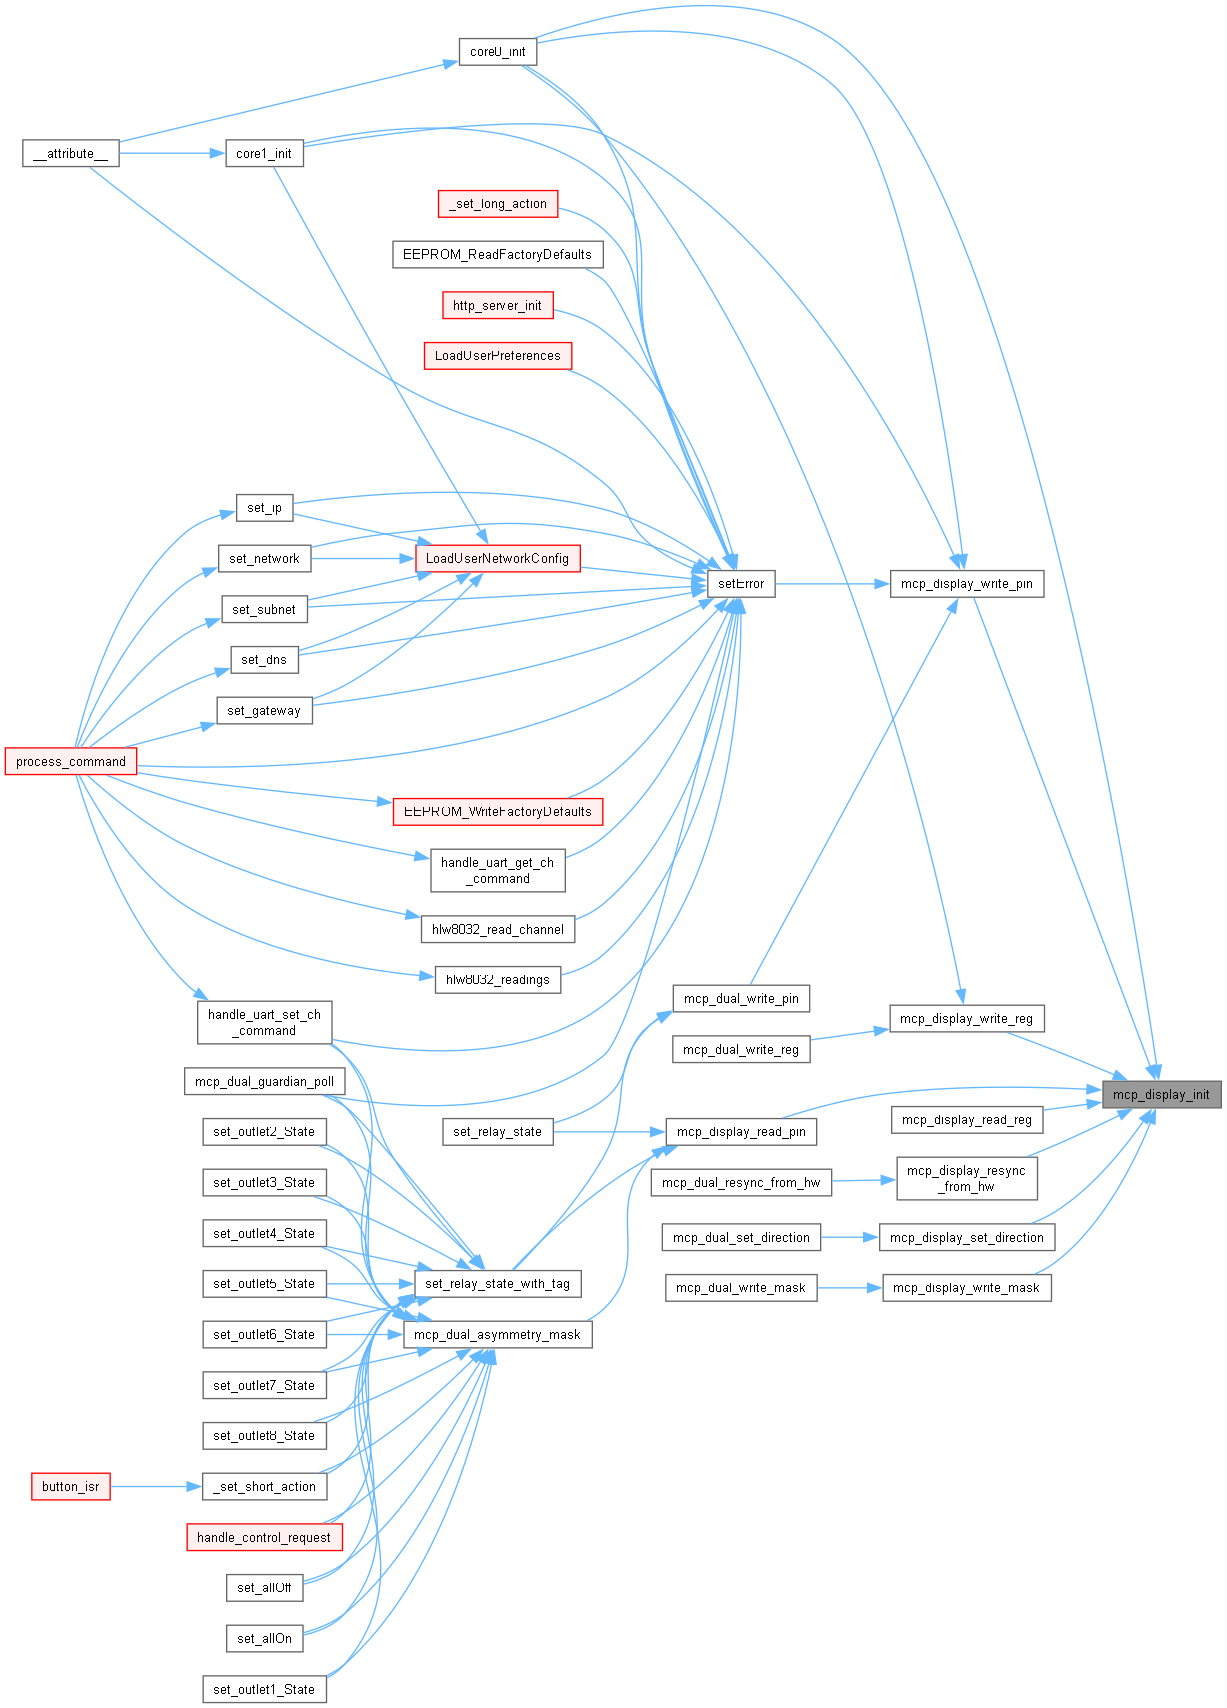 core0_init
__attribute__
core1_init
_set_long_action
EEPROM_ReadFactoryDefaults
http_server_init
LoadUserPreferences
set_ip
set_network
LoadUserNetworkConfig
setError
mcp_display_write_pin
set_subnet
set_dns
set_gateway
process_command
EEPROM_WriteFactoryDefaults
handle_uart_get_ch
_command
hlw8032_read_channel
hlw8032_readings
mcp_dual_write_pin
handle_uart_set_ch
_command
mcp_display_write_reg
mcp_dual_write_reg
mcp_dual_guardian_poll
mcp_display_init
mcp_display_read_reg
set_outlet2_State
set_relay_state
mcp_display_read_pin
mcp_display_resync
_from_hw
set_outlet3_State
mcp_dual_resync_from_hw
set_outlet4_State
mcp_dual_set_direction
mcp_display_set_direction
set_outlet5_State
set_relay_state_with_tag
mcp_dual_write_mask
mcp_display_write_mask
set_outlet6_State
mcp_dual_asymmetry_mask
set_outlet7_State
set_outlet8_State
button_isr
_set_short_action
handle_control_request
set_allOff
set_allOn
set_outlet1_State